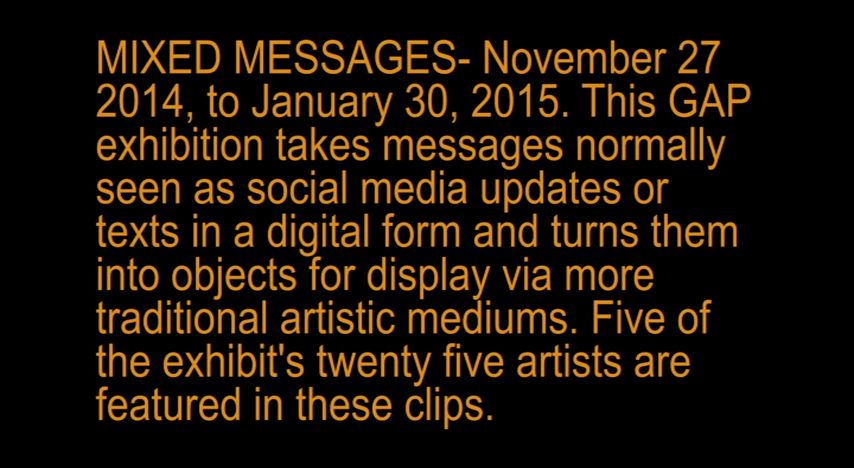 MIXED MESSAGES- November 27
2014, to January 30, 2015. This GAP
exhibition takes messages normally
seen as social media updates or
texts in a digital form and turns them
into objects for display via more
traditional artistic mediums. Five of
the exhibit's twenty five artists are
featured in these clips.